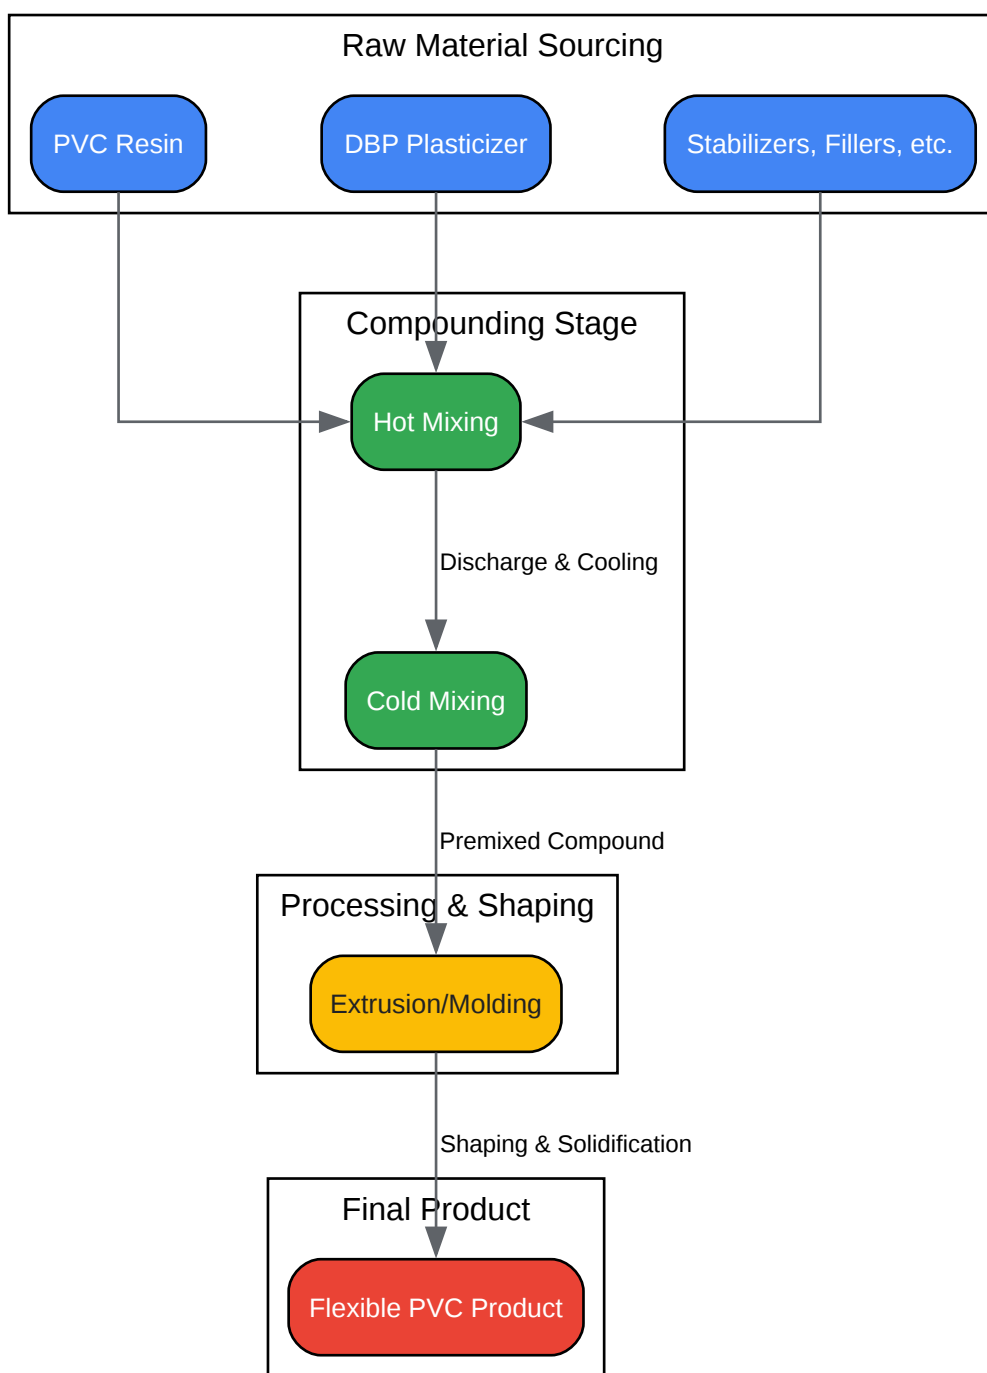 Raw Material Sourcing
PVC Resin
DBP Plasticizer
Stabilizers, Fillers, etc.
Compounding Stage
Hot Mixing
Discharge & Cooling
Cold Mixing
Premixed Compound
Processing & Shaping
Extrusion/Molding
Shaping & Solidification
Final Product
Flexible PVC Product